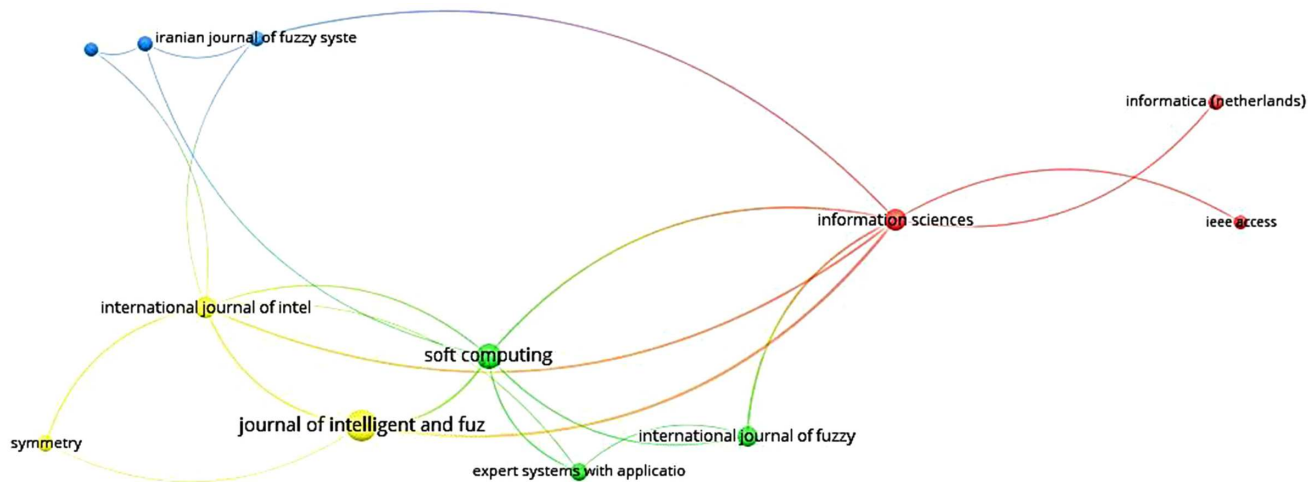 iranian journal of fuzzy syste
informatica (netherlands)
information sciences
ieee access
international journal of intel
soft computing
journal of intelligent and fuz
international journal of fuzzy
symmetry
expert systems with applicatio